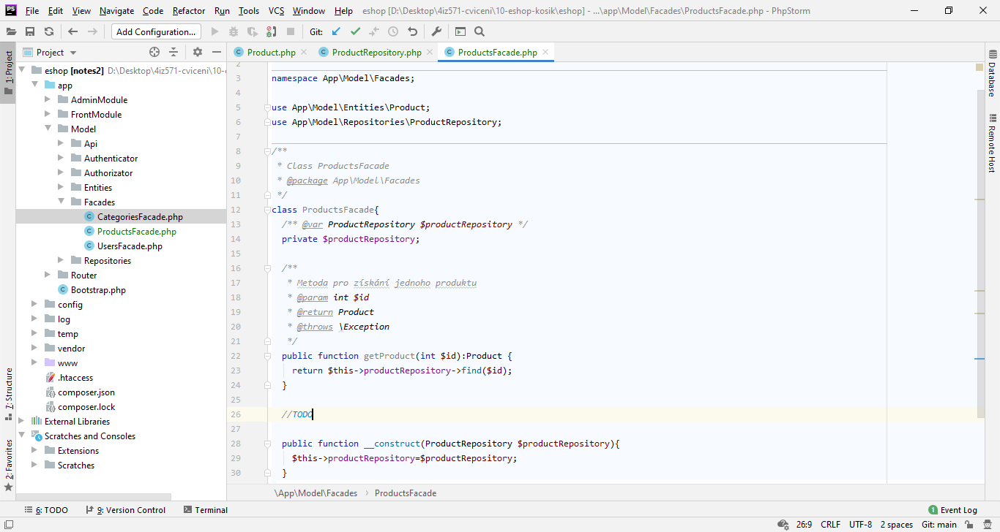 PS File Edit View Navigate Code Refactor Run Tools VCS Window Help eshop [D:\Desktop\4iz571-cviceni\10-eshop-kosik\eshop] - ...\app\Model\Facades\ProductsFacade.php - PhpStorm
Add Configuration... Git:
1: Project
7: Structure
2: Favorites
Project
eshop [notes2] D:\Desktop\4iz571-cviceni\10-
app
AdminModule
FrontModule
Model
Api
Authenticator
Authorizator
Entities
Facades
CategoriesFacade.php
ProductsFacade.php
UsersFacade.php
Repositories
Router
Bootstrap.php
config
log
temp
vendor
www
.htaccess
composer.json
composer.lock
External Libraries
Scratches and Consoles
Extensions
Scratches
Product.php ProductRepository.php ProductsFacade.php
2
3 namespace App\Model\Facades;
4
5 use App\Model\Entities\Product;
6 use App\Model\Repositories\ProductRepository;
7
8 /**
9 * Class ProductsFacade
10 * @package App\Model\Facades
11 */
12 class ProductsFacade{
13 /** @var ProductRepository $productRepository */
14 private $productRepository;
15
16 /**
17 * Metoda pro získání jednoho produktu
18 * @param int $id
19 * @return Product
20 * @throws \Exception
21 */
22 public function getProduct(int $id):Product {
23 return $this->productRepository->find($id);
24 }
25
26 //TODO
27
28 public function __construct(ProductRepository $productRepository){
29 $this->productRepository=$productRepository;
30 }
\App\Model\Facades › ProductsFacade
Database
Remote Host
6: TODO 9: Version Control Terminal 1 Event Log
26:9 CRLF UTF-8 2 spaces Git: main